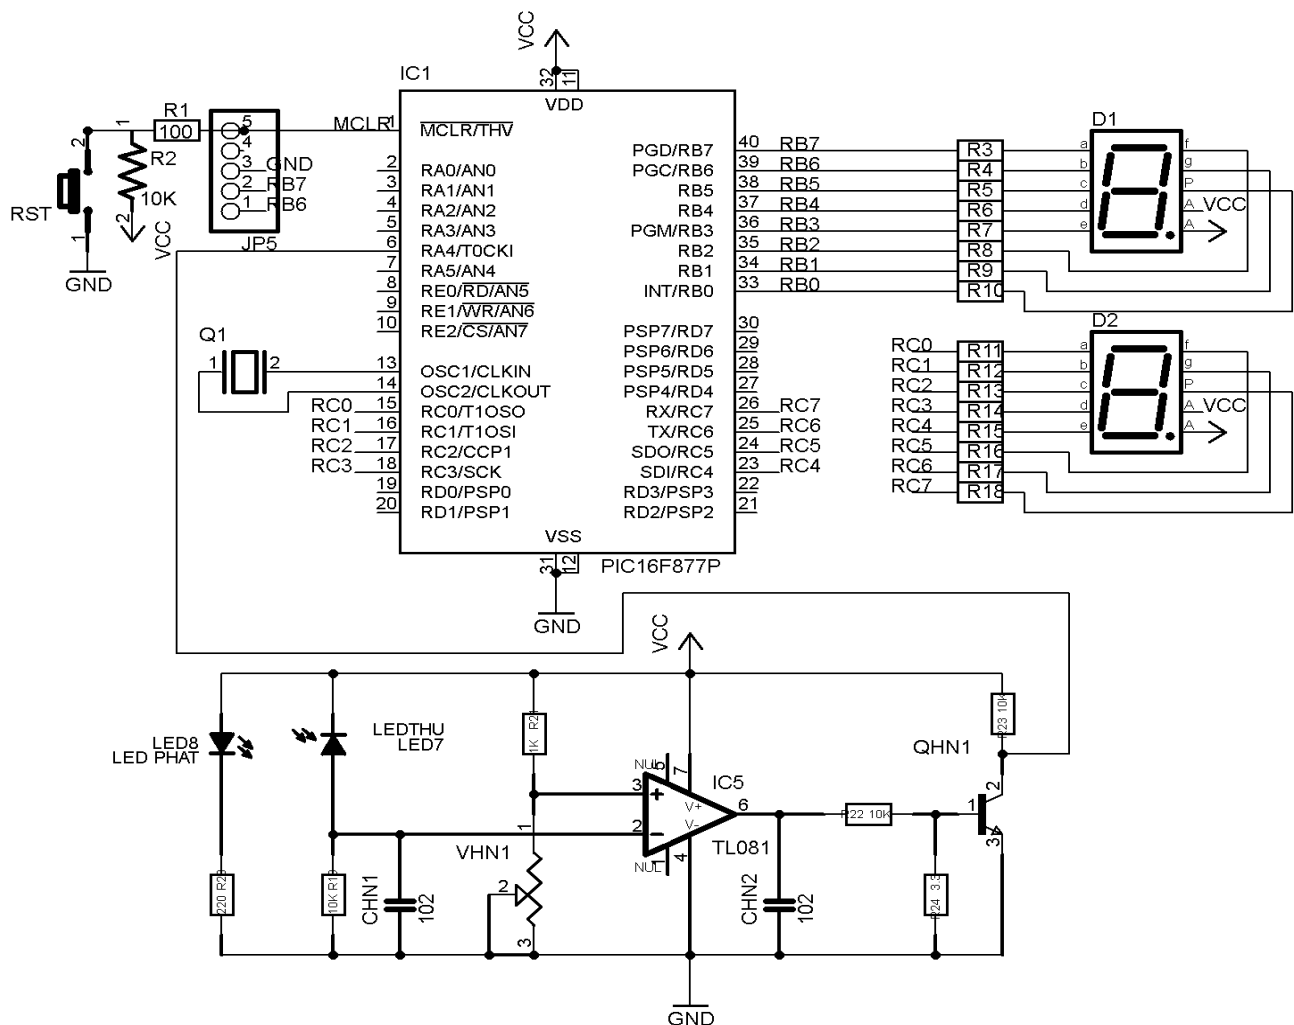 VCC
IC1
32 11
VDD
R1
100
1
2
R2
10K
2
VCC
RST
1
GND
5
4
3 GND
2 RB7
1 RB6
JP5
MCLR 1 MCLR/THV
2 RA0/AN0
3 RA1/AN1
4 RA2/AN2
5 RA3/AN3
6 RA4/T0CKI
7 RA5/AN4
8 RE0/RD/AN5
9 RE1/WR/AN6
10 RE2/CS/AN7
Q1
1 2
13 OSC1/CLKIN
14 OSC2/CLKOUT
RC0 15 RC0/T1OSO
RC1 16 RC1/T1OSI
RC2 17 RC2/CCP1
RC3 18 RC3/SCK
19 RD0/PSP0
20 RD1/PSP1
PGD/RB7 40 RB7 R3
PGC/RB6 39 RB6 R4
RB5 38 RB5 R5
RB4 37 RB4 R6
PGM/RB3 36 RB3 R7
RB2 35 RB2 R8
RB1 34 RB1 R9
INT/RB0 33 RB0 R10
PSP7/RD7 30
PSP6/RD6 29
PSP5/RD5 28
PSP4/RD4 27
RX/RC7 26 RC7
TX/RC6 25 RC6
SDO/RC5 24 RC5
SDI/RC4 23 RC4
RD3/PSP3 22
RD2/PSP2 21
VSS
31 12
PIC16F877P
GND
D1
a f
b g
c P
d A VCC
e A
D2
RC0 R11 a f
RC1 R12 b g
RC2 R13 c P
RC3 R14 d A VCC
RC4 R15 e A
RC5 R16
RC6 R17
RC7 R18
VCC
LED8
LED PHAT
LEDTHU
LED7
1K
NUL 5
7
IC5
3 +
2 -
V+
V-
6
TL081
NUL 1
4
VHN1
1
2
3
220
10K
CHN1
102
CHN2
102
R22 10K
R23 10K
QHN1
1
2
3
R24
GND